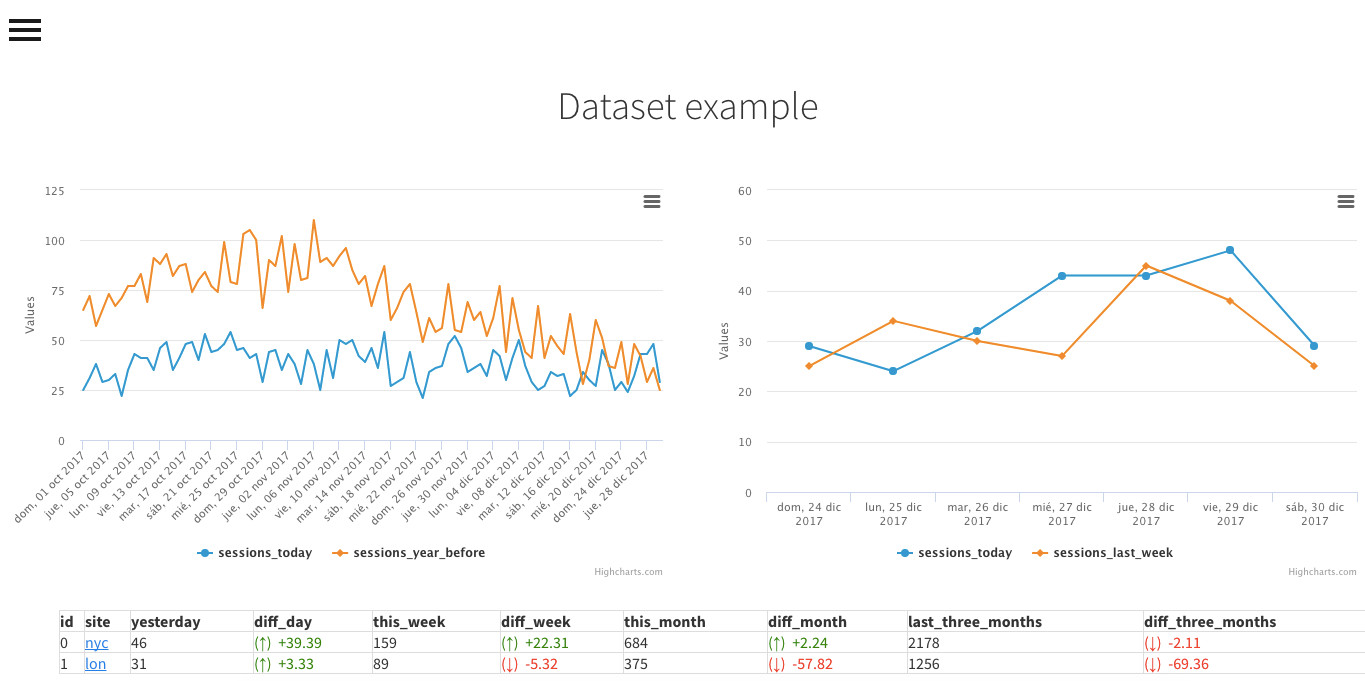 Dataset example
125
100
75
50
25
0
Values
dom, 01 oct 2017
jue, 05 oct 2017
lun, 09 oct 2017
vie, 13 oct 2017
mar, 17 oct 2017
sáb, 21 oct 2017
mié, 25 oct 2017
dom, 29 oct 2017
jue, 02 nov 2017
lun, 06 nov 2017
vie, 10 nov 2017
mar, 14 nov 2017
sáb, 18 nov 2017
mié, 22 nov 2017
dom, 26 nov 2017
jue, 30 nov 2017
lun, 04 dic 2017
vie, 08 dic 2017
mar, 12 dic 2017
sáb, 16 dic 2017
mié, 20 dic 2017
dom, 24 dic 2017
jue, 28 dic 2017
sessions_today sessions_year_before
Highcharts.com
60
50
40
30
20
10
0
Values
dom, 24 dic 2017
lun, 25 dic 2017
mar, 26 dic 2017
mié, 27 dic 2017
jue, 28 dic 2017
vie, 29 dic 2017
sáb, 30 dic 2017
sessions_today sessions_last_week
Highcharts.com
id site yesterday diff_day this_week diff_week this_month diff_month last_three_months diff_three_months
0 nyc 46 (↑) +39.39 159 (↑) +22.31 684 (↑) +2.24 2178 (↓) -2.11
1 lon 31 (↑) +3.33 89 (↓) -5.32 375 (↓) -57.82 1256 (↓) -69.36